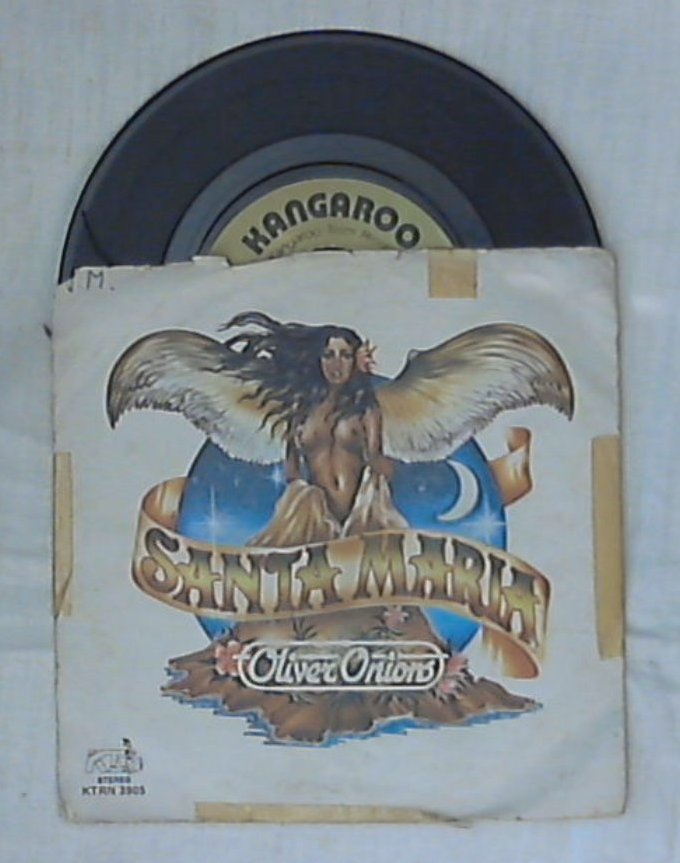 KANGAROO
M.
SANTA MARIA
Oliver Onions
STEREO
KTRN 3905